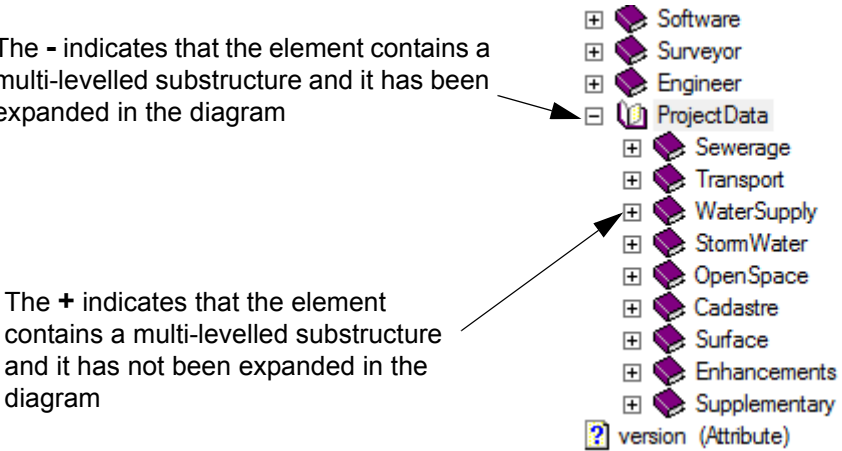 The - indicates that the element contains a
multi-levelled substructure and it has been
expanded in the diagram
The + indicates that the element
contains a multi-levelled substructure
and it has not been expanded in the
diagram
Software
Surveyor
Engineer
ProjectData
Sewerage
Transport
WaterSupply
StormWater
OpenSpace
Cadastre
Surface
Enhancements
Supplementary
version (Attribute)